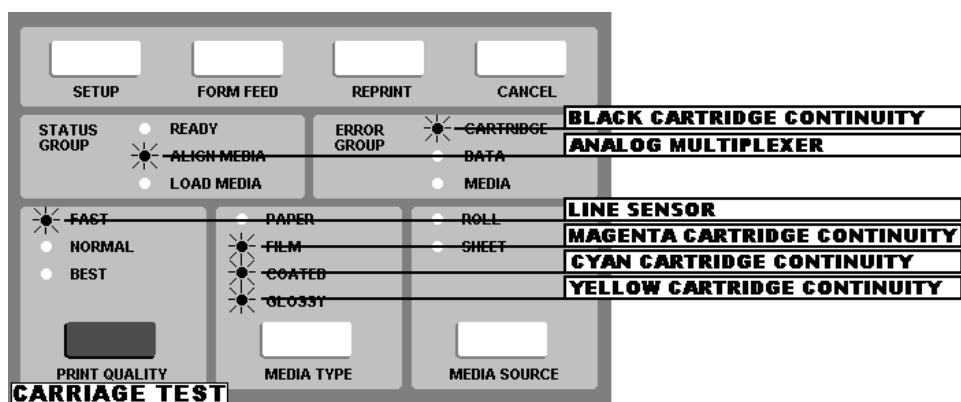 SETUP FORM FEED REPRINT CANCEL
STATUS GROUP
READY
ALIGN MEDIA
LOAD MEDIA
ERROR GROUP
CARTRIDGE
DATA
MEDIA
BLACK CARTRIDGE CONTINUITY
ANALOG MULTIPLEXER
FAST
NORMAL
BEST
PAPER
FILM
COATED
GLOSSY
ROLL
SHEET
LINE SENSOR
MAGENTA CARTRIDGE CONTINUITY
CYAN CARTRIDGE CONTINUITY
YELLOW CARTRIDGE CONTINUITY
PRINT QUALITY MEDIA TYPE MEDIA SOURCE
CARRIAGE TEST